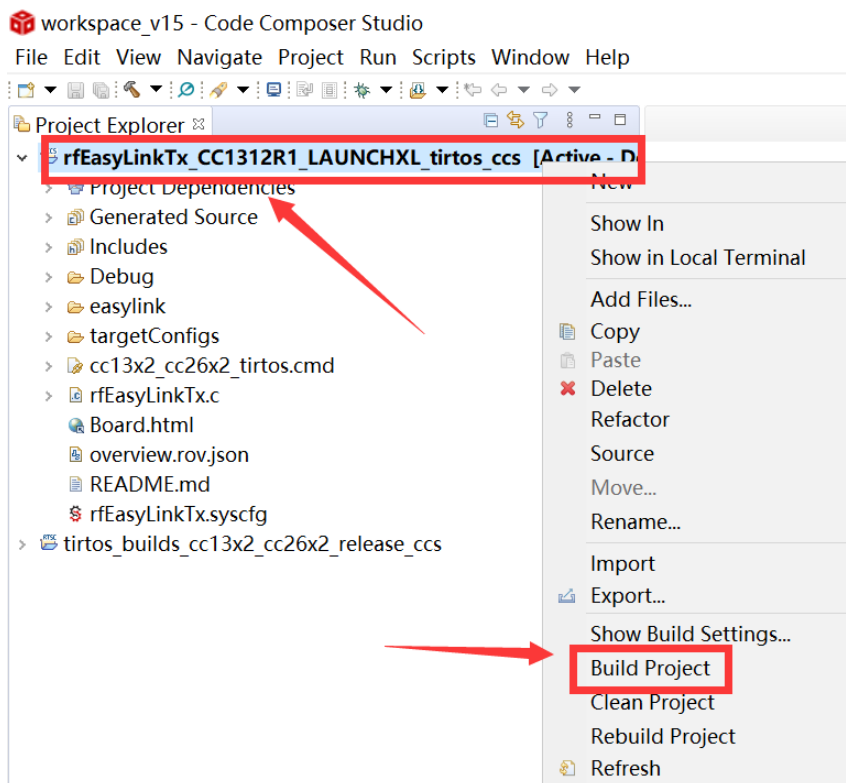 workspace_v15 - Code Composer Studio
File Edit View Navigate Project Run Scripts Window Help
Project Explorer
rfEasyLinkTx_CC1312R1_LAUNCHXL_tirtos_ccs [Active - D
Project Dependencies
Generated Source
Includes
Debug
easylink
targetConfigs
cc13x2_cc26x2_tirtos.cmd
rfEasyLinkTx.c
Board.html
overview.rov.json
README.md
rfEasyLinkTx.syscfg
tirtos_builds_cc13x2_cc26x2_release_ccs
New
Show In
Show in Local Terminal
Add Files...
Copy
Paste
Delete
Refactor
Source
Move...
Rename...
Import
Export...
Show Build Settings...
Build Project
Clean Project
Rebuild Project
Refresh